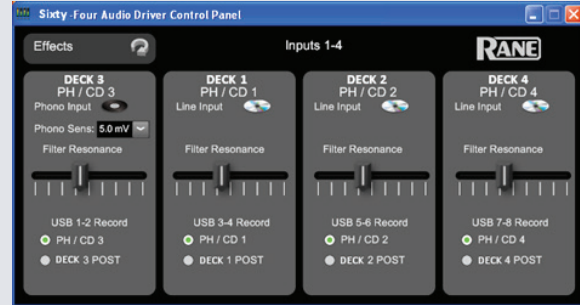 Sixty-Four Audio Driver Control Panel
Effects
Inputs 1-4
RANE
DECK 3
PH / CD 3
Phono Input
Phono Sens: 5.0 mV
Filter Resonance
USB 1-2 Record
PH / CD 3
DECK 3 POST
DECK 1
PH / CD 1
Line Input
Filter Resonance
USB 3-4 Record
PH / CD 1
DECK 1 POST
DECK 2
PH / CD 2
Line Input
Filter Resonance
USB 5-6 Record
PH / CD 2
DECK 2 POST
DECK 4
PH / CD 4
Line Input
Filter Resonance
USB 7-8 Record
PH / CD 4
DECK 4 POST